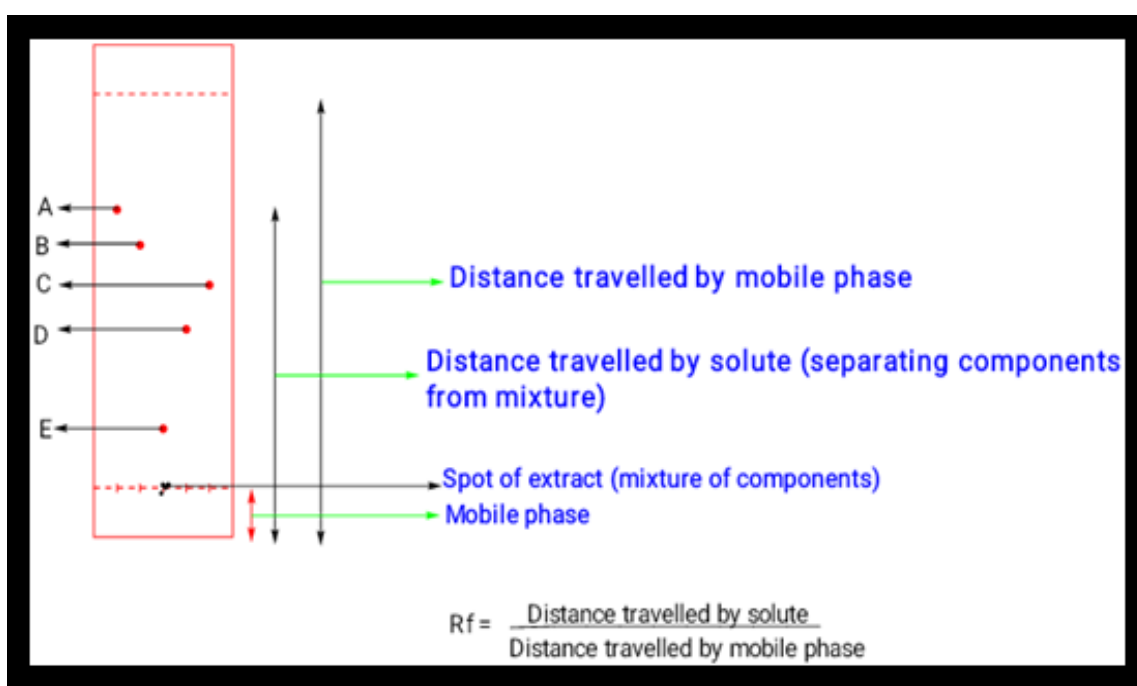 A
B
C
Distance travelled by mobile phase
D
Distance travelled by solute (separating components
from mixture)
E
Spot of extract (mixture of components)
Mobile phase
Rf = Distance travelled by solute
Distance travelled by mobile phase